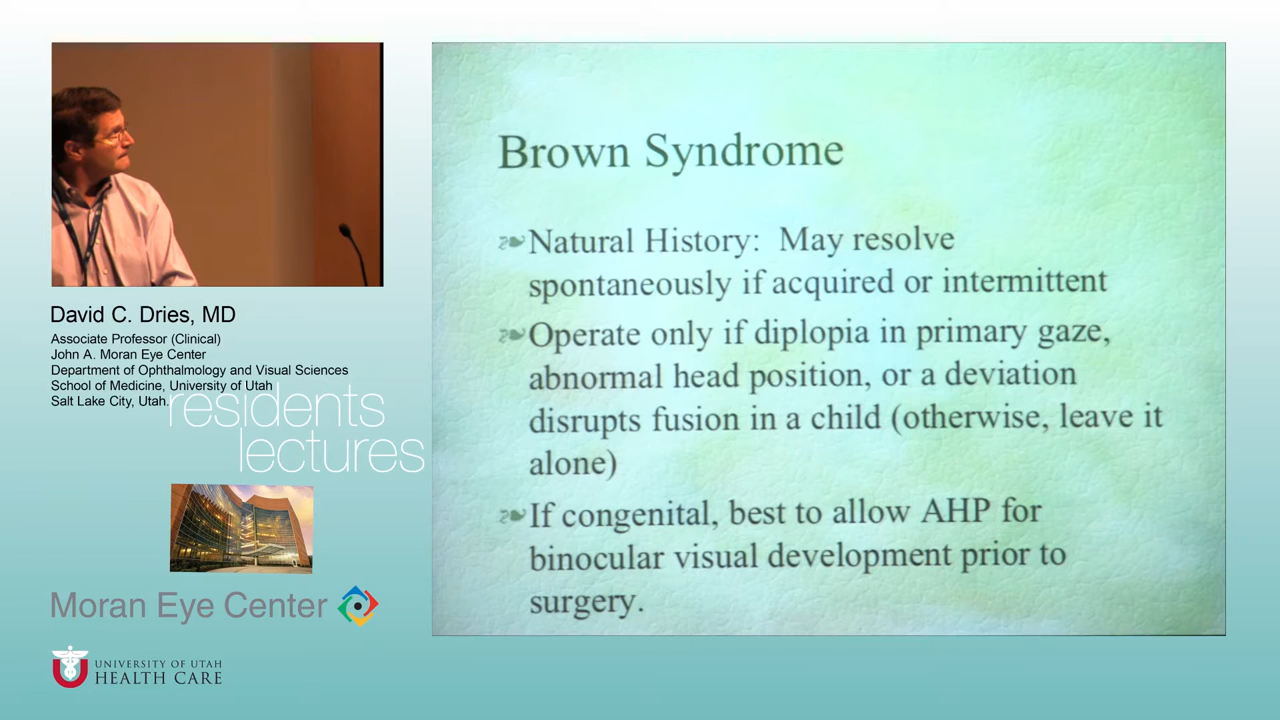 David C. Dries, MD
Associate Professor (Clinical)
John A. Moran Eye Center
Department of Ophthalmology and Visual Sciences
School of Medicine, University of Utah
Salt Lake City, Utah.
residents
lectures
Moran Eye Center
UNIVERSITY OF UTAH
HEALTH CARE
Brown Syndrome
Natural History: May resolve
spontaneously if acquired or intermittent
Operate only if diplopia in primary gaze,
abnormal head position, or a deviation
disrupts fusion in a child (otherwise, leave it
alone)
If congenital, best to allow AHP for
binocular visual development prior to
surgery.